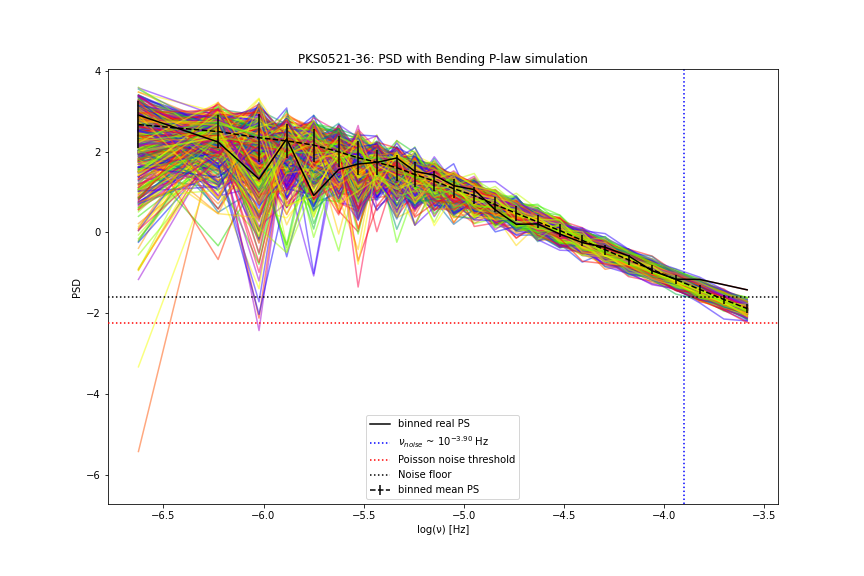 PKS0521-36: PSD with Bending P-law simulation
4
2
0
−2
−4
−6
PSD
binned real PS
ν_noise ~ 10^−3.90 Hz
Poisson noise threshold
Noise floor
binned mean PS
−6.5 −6.0 −5.5 −5.0 −4.5 −4.0 −3.5
log(ν) [Hz]